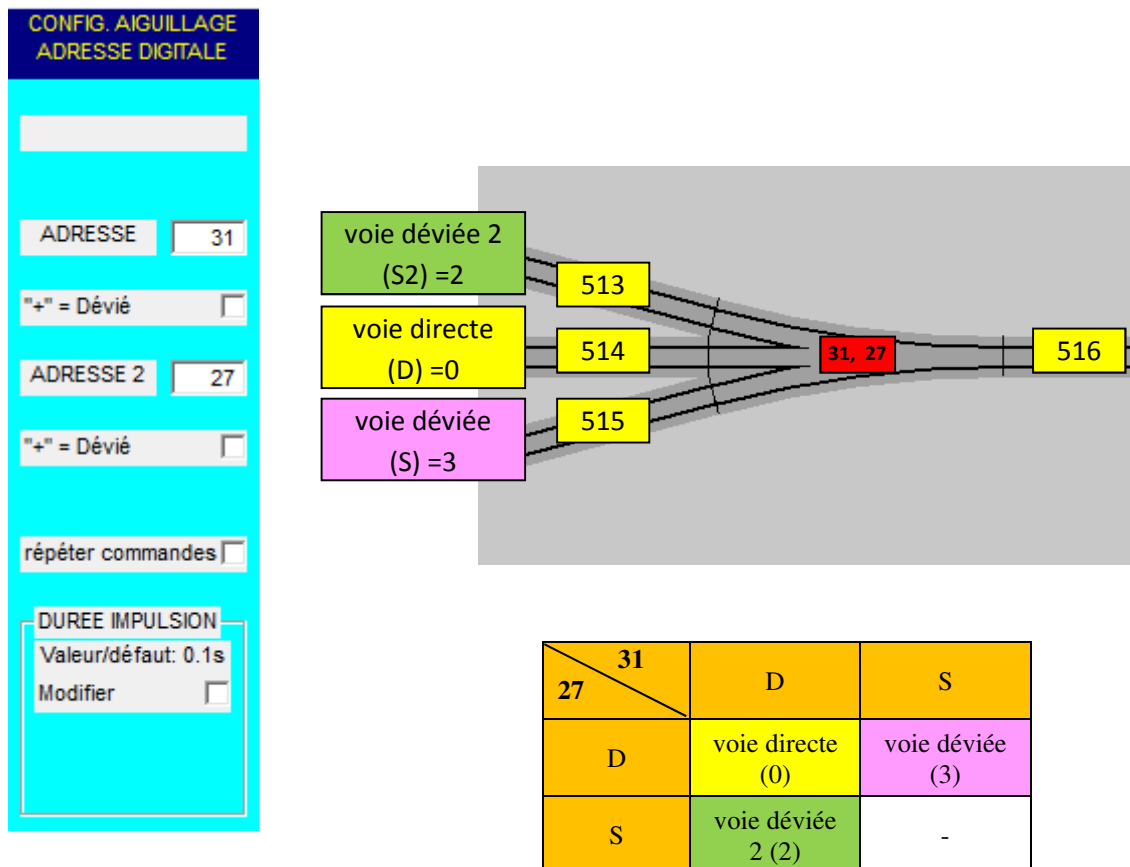 CONFIG. AIGUILLAGE
ADRESSE DIGITALE
ADRESSE 31
"+" = Dévié
ADRESSE 2 27
"+" = Dévié
répéter commandes
DUREE IMPULSION
Valeur/défaut: 0.1s
Modifier
voie déviée 2
(S2) =2
513
voie directe
(D) =0
514
31, 27
516
voie déviée
(S) =3
515
31
27
D
S
D
voie directe
(0)
voie déviée
(3)
S
voie déviée
2 (2)
-